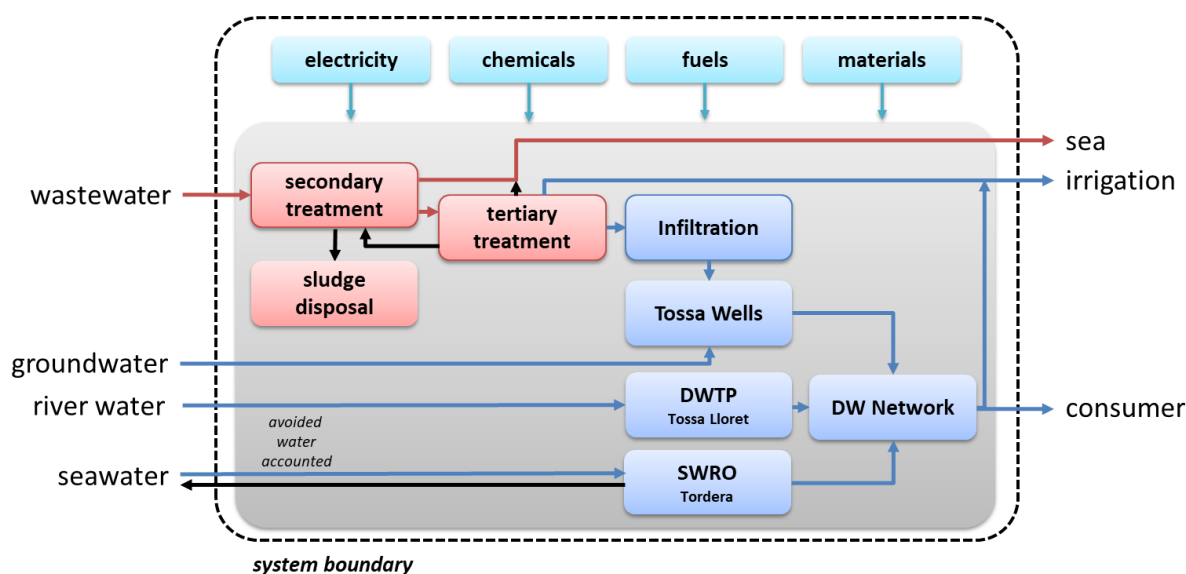 electricity
chemicals
fuels
materials
sea
wastewater
secondary
treatment
irrigation
tertiary
treatment
Infiltration
sludge
disposal
Tossa Wells
groundwater
river water
DWTP
Tossa Lloret
DW Network
consumer
avoided
water
accounted
seawater
SWRO
Tordera
system boundary